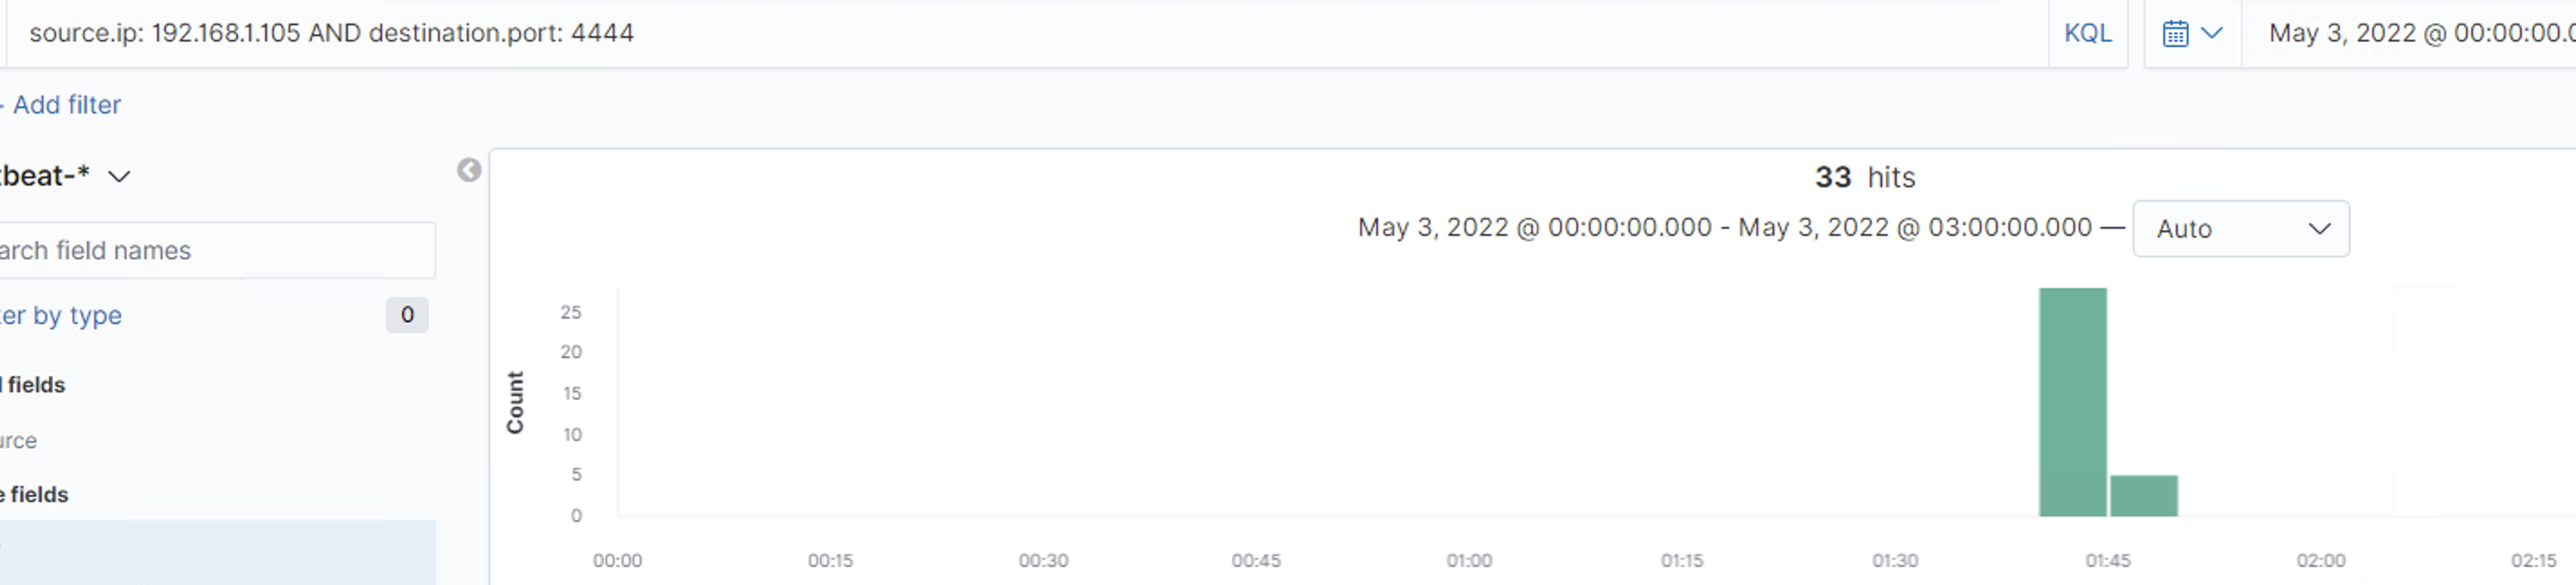 source.ip: 192.168.1.105 AND destination.port: 4444
KQL
May 3, 2022 @ 00:00:00.0
Add filter
tbeat-*
33 hits
May 3, 2022 @ 00:00:00.000 - May 3, 2022 @ 03:00:00.000 —
Auto
arch field names
ter by type
0
fields
urce
e fields
Count
25
20
15
10
5
0
00:00
00:15
00:30
00:45
01:00
01:15
01:30
01:45
02:00
02:15